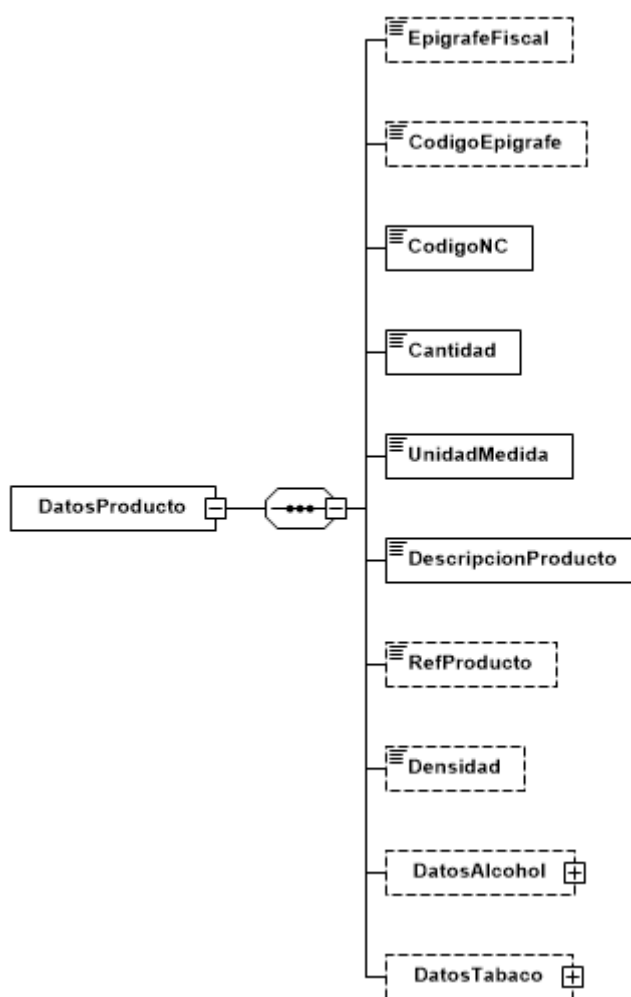 EpigrafeFiscal
CodigoEpigrafe
CodigoNC
Cantidad
UnidadMedida
DatosProducto
DescripcionProducto
RefProducto
Densidad
DatosAlcohol
DatosTabaco